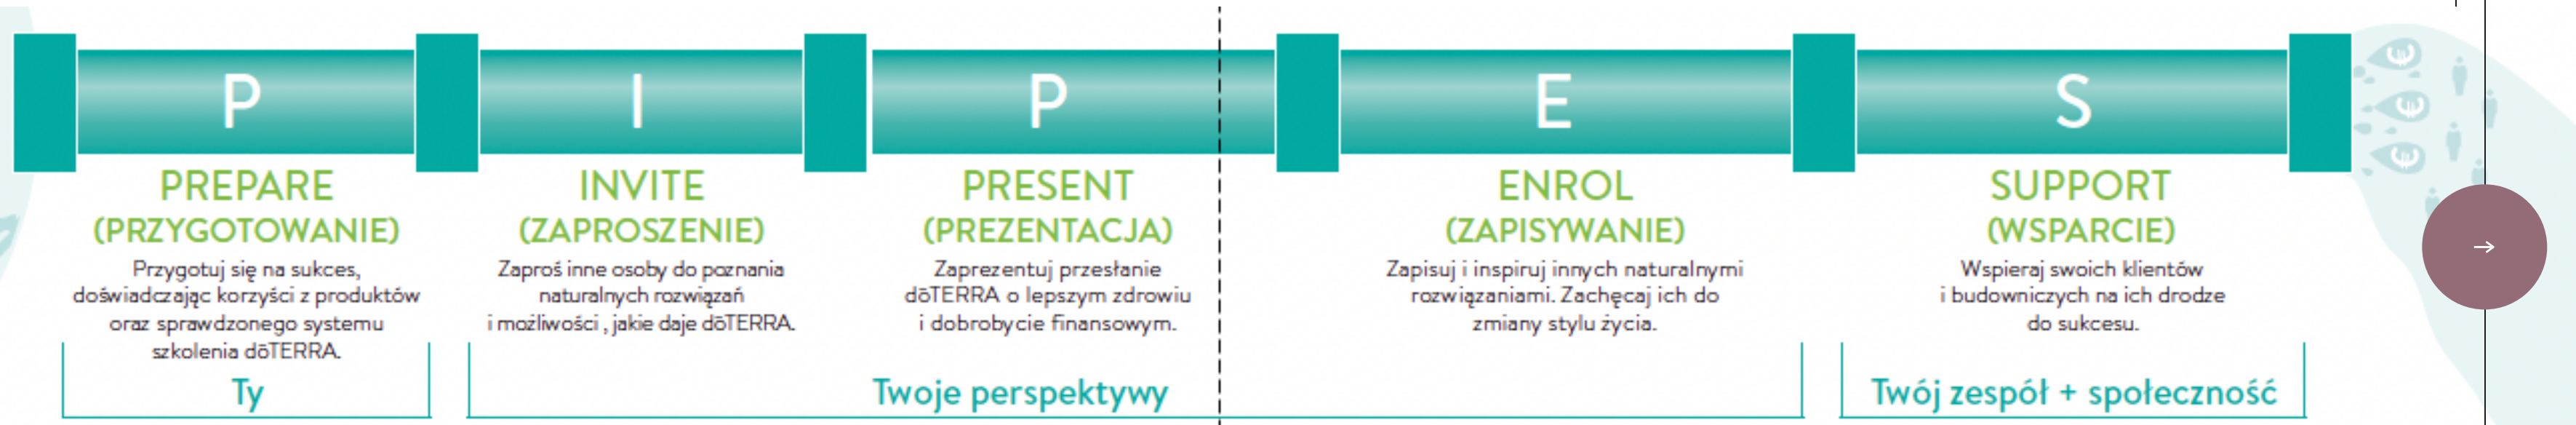 P
PREPARE
(PRZYGOTOWANIE)
Przygotuj się na sukces,
doświadczając korzyści z produktów
oraz sprawdzonego systemu
szkolenia dōTERRA.
Ty
I
INVITE
(ZAPROSZENIE)
Zaproś inne osoby do poznania
naturalnych rozwiązań
i możliwości , jakie daje dōTERRA.
P
PRESENT
(PREZENTACJA)
Zaprezentuj przesłanie
dōTERRA o lepszym zdrowiu
i dobrobycie finansowym.
E
ENROL
(ZAPISYWANIE)
Zapisuj i inspiruj innych naturalnymi
rozwiązaniami. Zachęcaj ich do
zmiany stylu życia.
Twoje perspektywy
S
SUPPORT
(WSPARCIE)
Wspieraj swoich klientów
i budowniczych na ich drodze
do sukcesu.
Twój zespół + społeczność
€
€
€